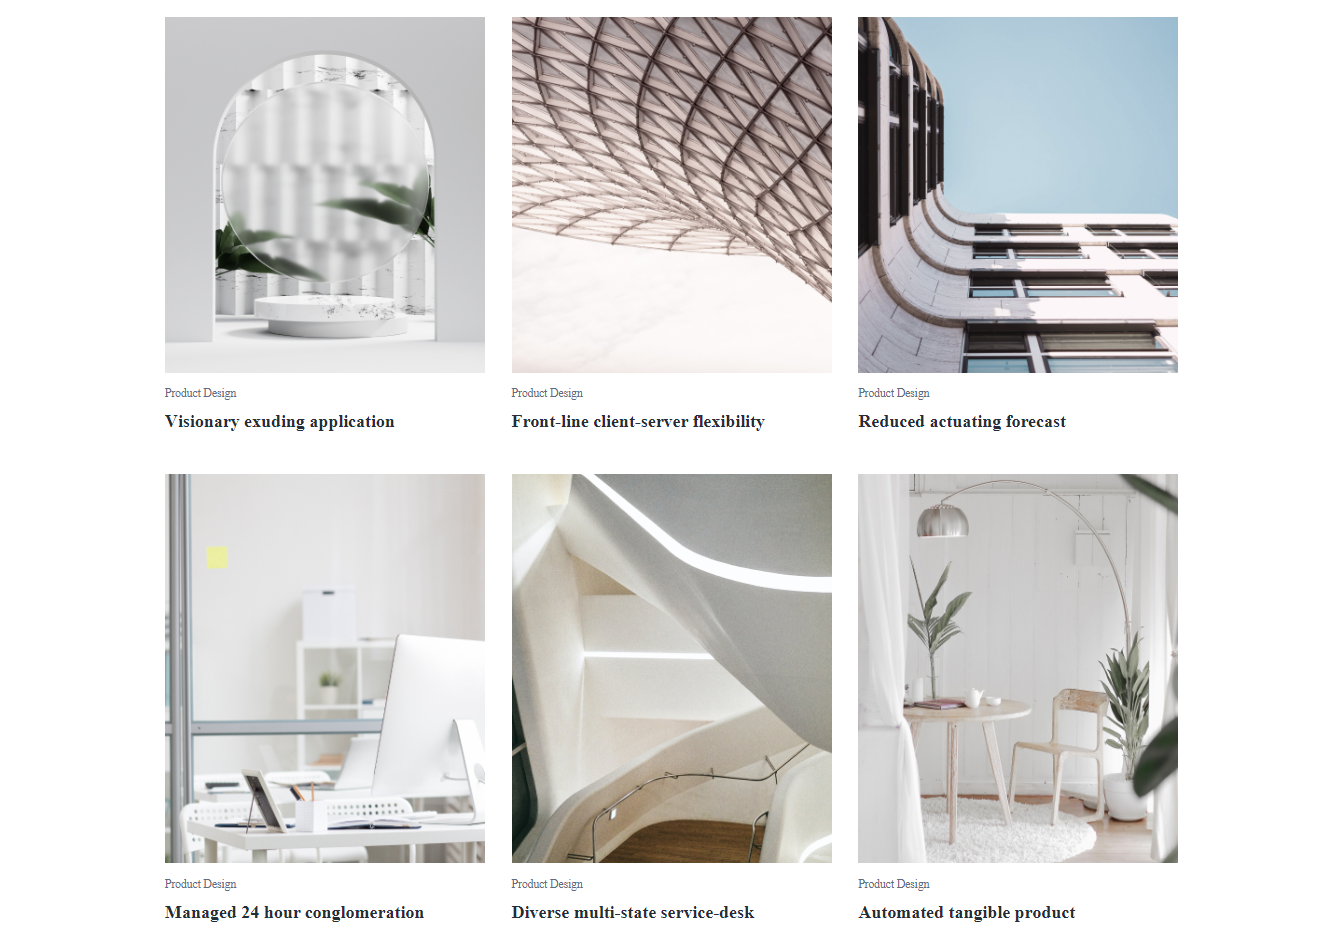 Product Design
Visionary exuding application
Product Design
Front-line client-server flexibility
Product Design
Reduced actuating forecast
Product Design
Managed 24 hour conglomeration
Product Design
Diverse multi-state service-desk
Product Design
Automated tangible product